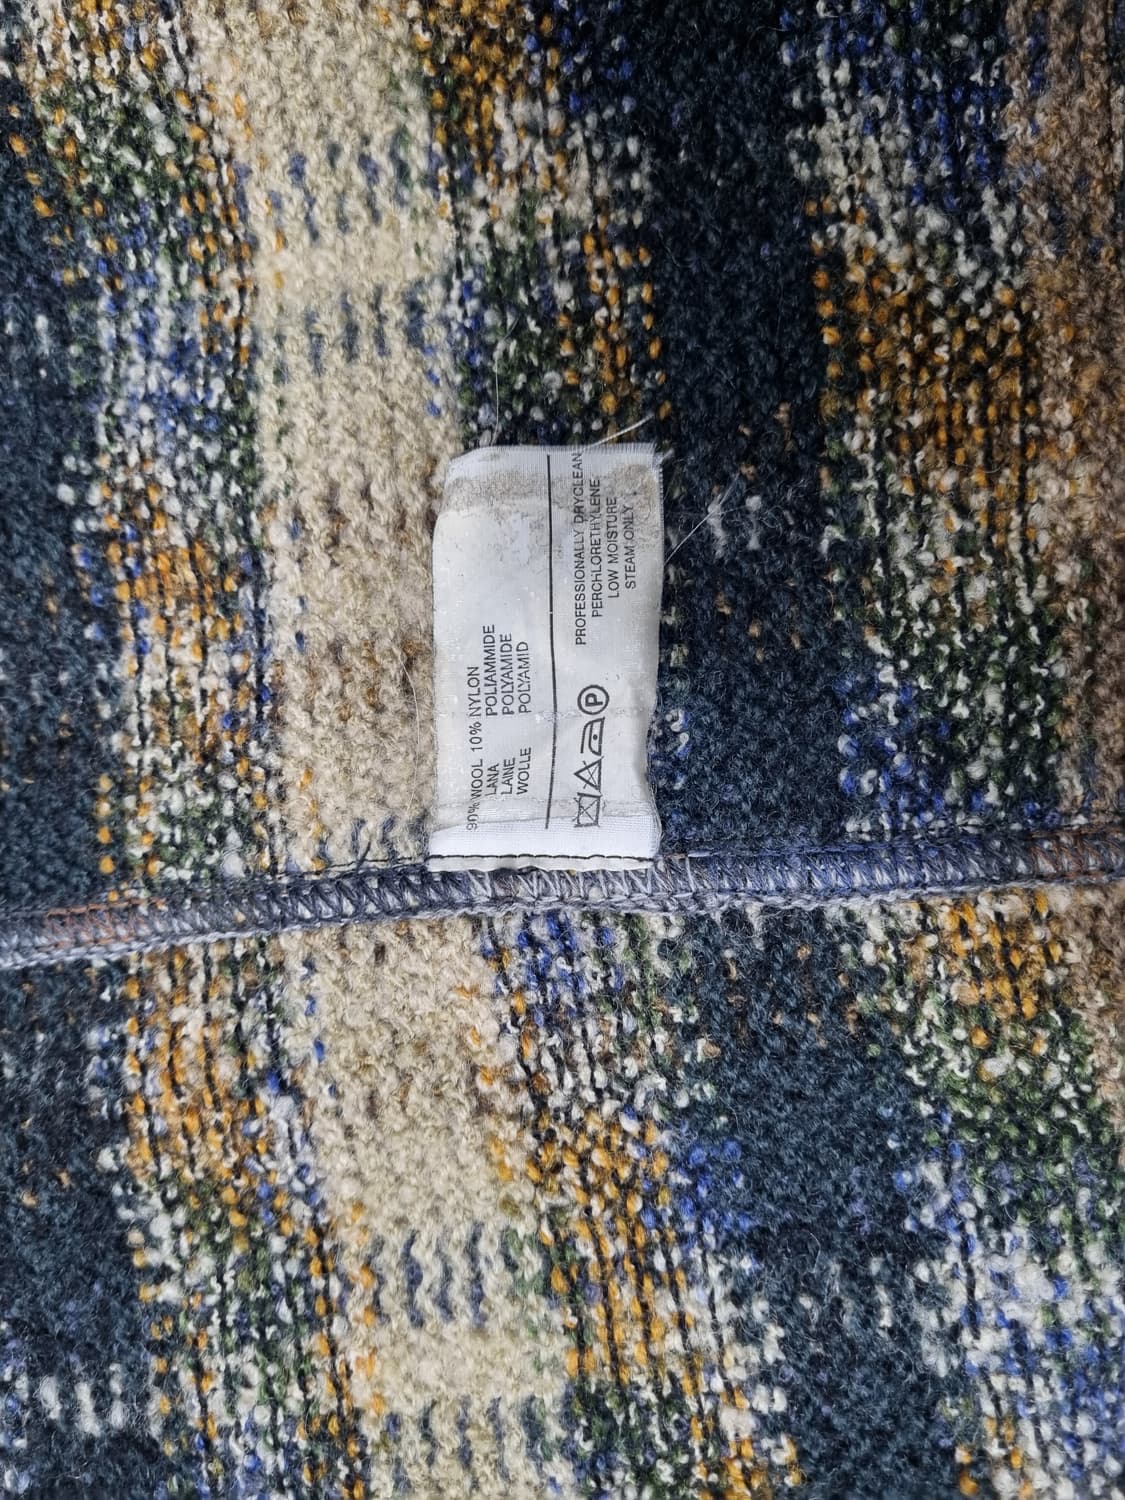 90% WOOL 10% NYLON
LANA POLIAMMIDE
LAINE POLYAMIDE
WOLLE POLYAMID
P
PROFESSIONALLY DRYCLEAN
PERCHLORETHYLENE
LOW MOISTURE
STEAM ONLY